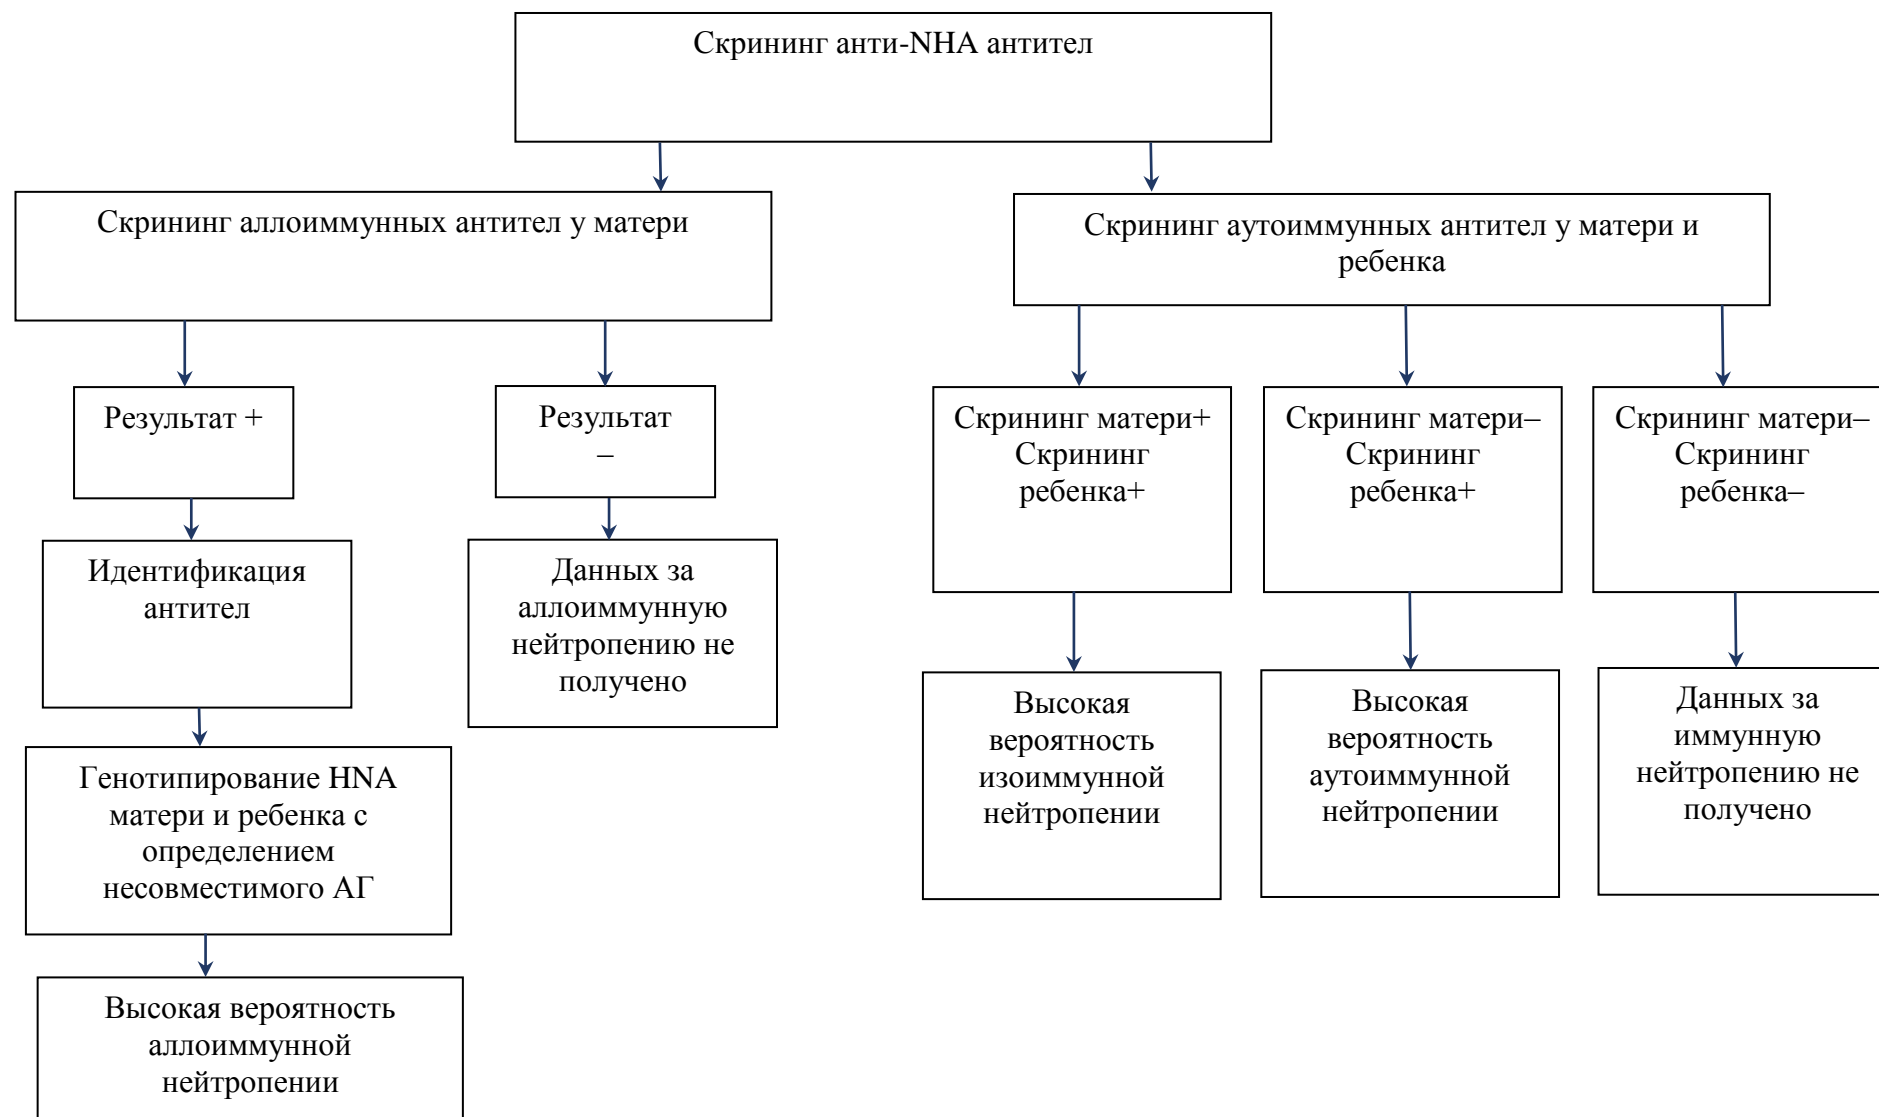 Скрининг анти-NHA антител
Скрининг аллоиммунных антител у матери
Скрининг аутоиммунных антител у матери и
ребенка
Результат +
Результат
–
Скрининг матери+
Скрининг
ребенка+
Скрининг матери–
Скрининг
ребенка+
Скрининг матери–
Скрининг
ребенка–
Идентификация
антител
Данных за
аллоиммунную
нейтропению не
получено
Высокая
вероятность
изоиммунной
нейтропении
Высокая
вероятность
аутоиммунной
нейтропении
Данных за
иммунную
нейтропению не
получено
Генотипирование HNA
матери и ребенка с
определением
несовместимого АГ
Высокая вероятность
аллоиммунной
нейтропении